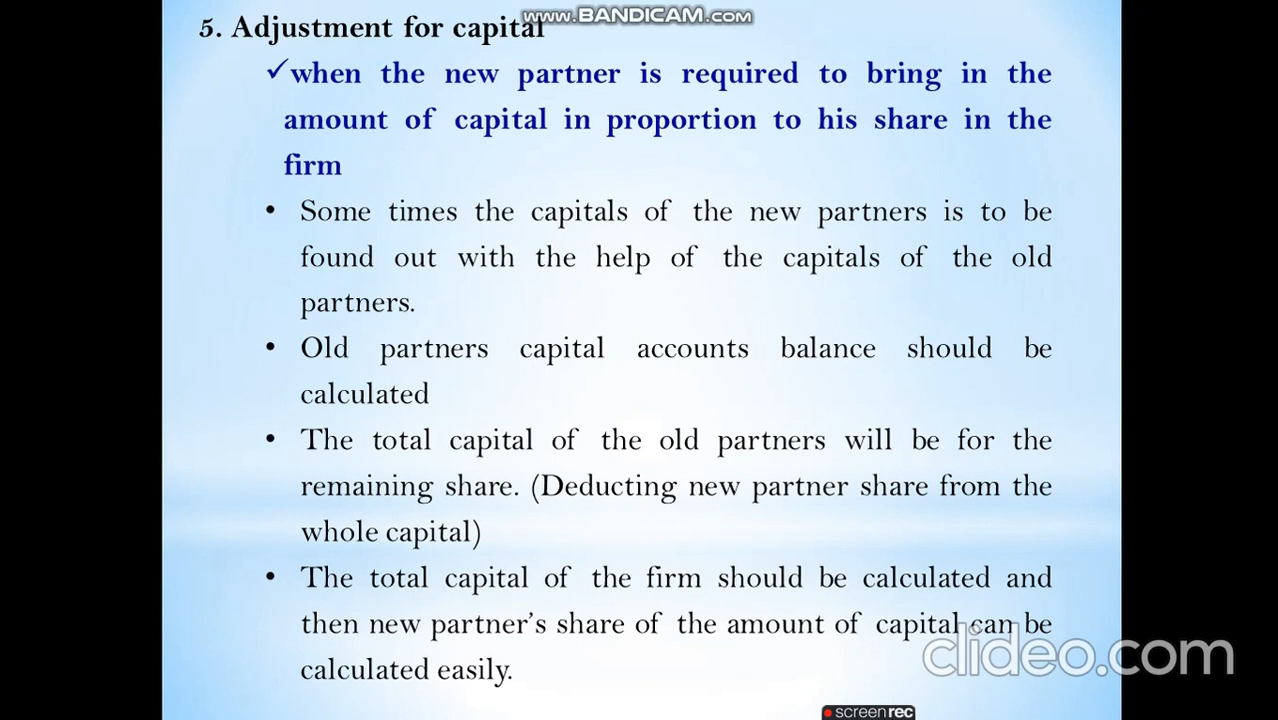 www.BANDICAM.com
5. Adjustment for capital
✓when the new partner is required to bring in the
amount of capital in proportion to his share in the
firm
• Some times the capitals of the new partners is to be
found out with the help of the capitals of the old
partners.
• Old partners capital accounts balance should be
calculated
• The total capital of the old partners will be for the
remaining share. (Deducting new partner share from the
whole capital)
• The total capital of the firm should be calculated and
then new partner’s share of the amount of capital can be
calculated easily.
clideo.com
screenrec